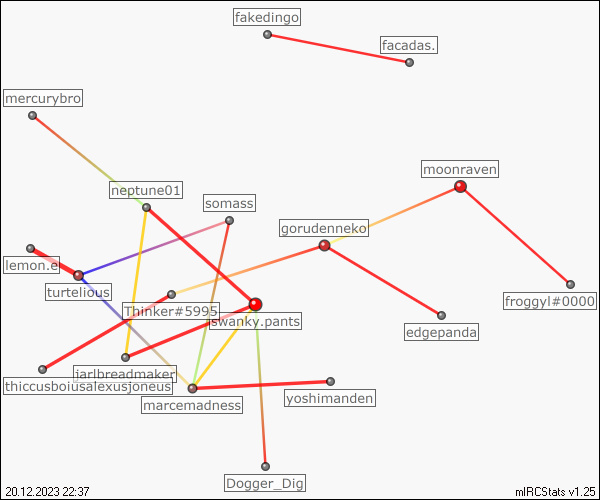 fakedingo
facadas.
mercurybro
moonraven
neptune01
somass
gorudenneko
lemon.e
turtelious
froggyl#0000
Thinker#5995
swanky.pants
edgepanda
jarlbreadmaker
thiccusboiusalexusjoneus
marcemadness
yoshimanden
Dogger_Dig
20.12.2023 22:37
mIRCStats v1.25